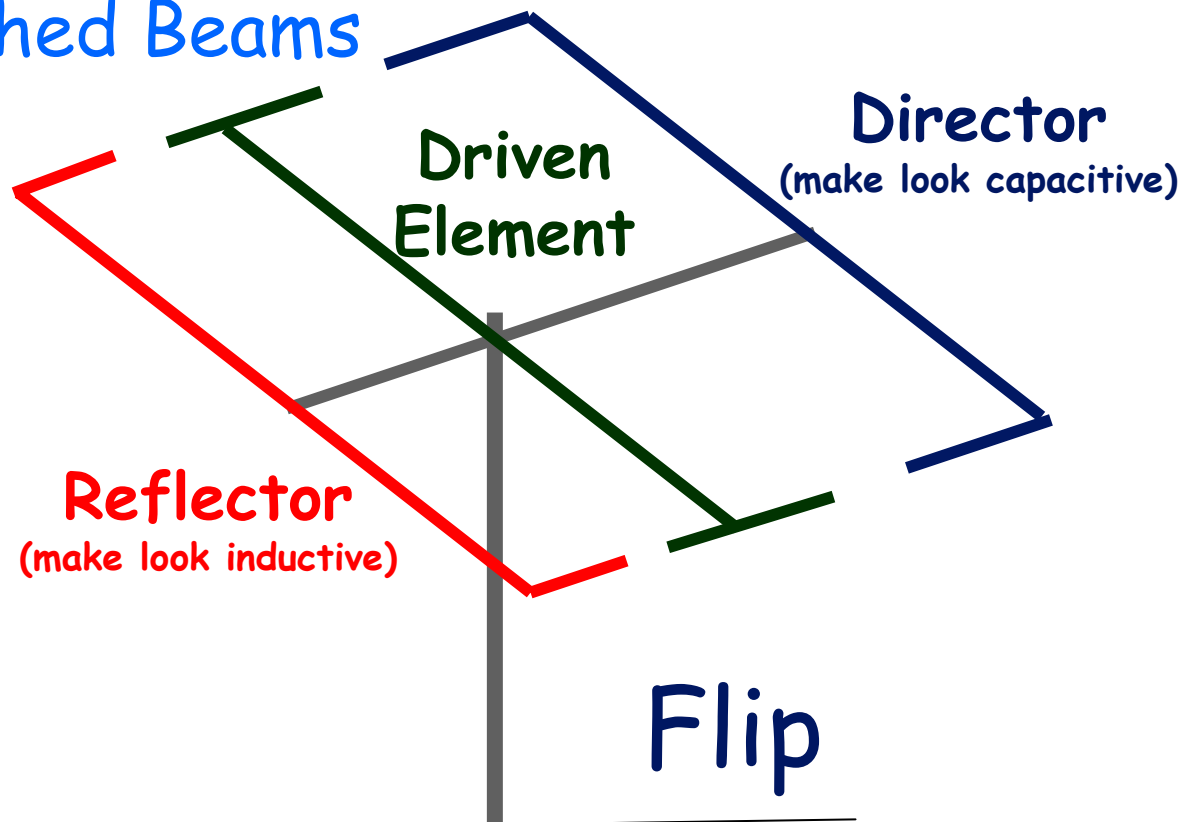 hed Beams
Director
(make look capacitive)
Driven
Element
Reflector
(make look inductive)
Flip